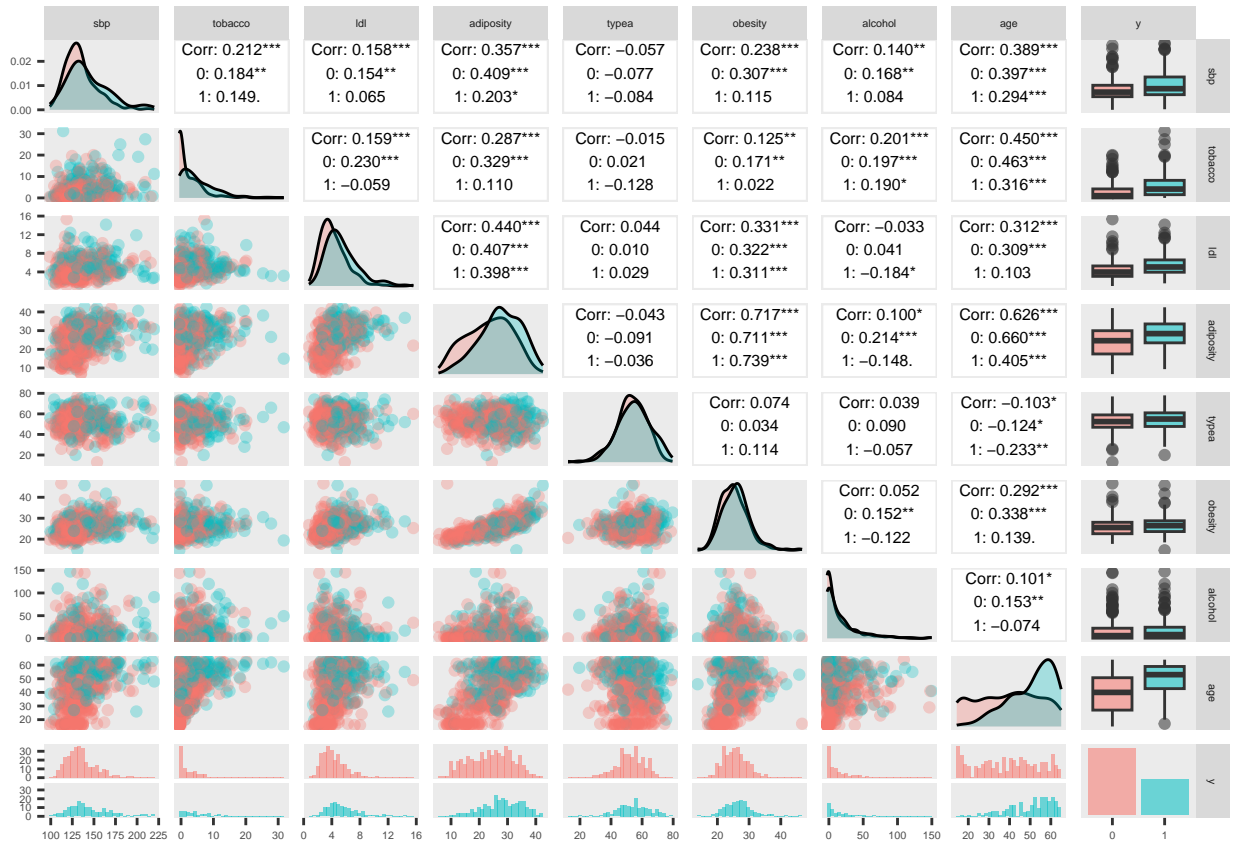 sbp tobacco ldl adiposity typea obesity alcohol age y
0.02
0.01
0.00
Corr: 0.212*** Corr: 0.158*** Corr: 0.357*** Corr: −0.057 Corr: 0.238*** Corr: 0.140** Corr: 0.389***
0: 0.184** 0: 0.154** 0: 0.409*** 0: −0.077 0: 0.307*** 0: 0.168** 0: 0.397***
1: 0.149. 1: 0.065 1: 0.203* 1: −0.084 1: 0.115 1: 0.084 1: 0.294***
sbp
30
20
10
0
Corr: 0.159*** Corr: 0.287*** Corr: −0.015 Corr: 0.125** Corr: 0.201*** Corr: 0.450***
0: 0.230*** 0: 0.329*** 0: 0.021 0: 0.171** 0: 0.197*** 0: 0.463***
1: −0.059 1: 0.110 1: −0.128 1: 0.022 1: 0.190* 1: 0.316***
tobacco
16
12
8
4
Corr: 0.440*** Corr: 0.044 Corr: 0.331*** Corr: −0.033 Corr: 0.312***
0: 0.407*** 0: 0.010 0: 0.322*** 0: 0.041 0: 0.309***
1: 0.398*** 1: 0.029 1: 0.311*** 1: −0.184* 1: 0.103
ldl
40
30
20
10
Corr: −0.043 Corr: 0.717*** Corr: 0.100* Corr: 0.626***
0: −0.091 0: 0.711*** 0: 0.214*** 0: 0.660***
1: −0.036 1: 0.739*** 1: −0.148. 1: 0.405***
adiposity
80
60
40
20
Corr: 0.074 Corr: 0.039 Corr: −0.103*
0: 0.034 0: 0.090 0: −0.124*
1: 0.114 1: −0.057 1: −0.233**
typea
40
30
20
Corr: 0.052 Corr: 0.292***
0: 0.152** 0: 0.338***
1: −0.122 1: 0.139.
obesity
150
100
50
0
Corr: 0.101*
0: 0.153**
1: −0.074
alcohol
60
50
40
30
20
age
30
20
10
0
30
20
10
0
y
100 125 150 175 200 225 0 10 20 30 4 8 12 16 10 20 30 40 20 40 60 80 20 30 40 0 50 100 150 20 30 40 50 60 0 1